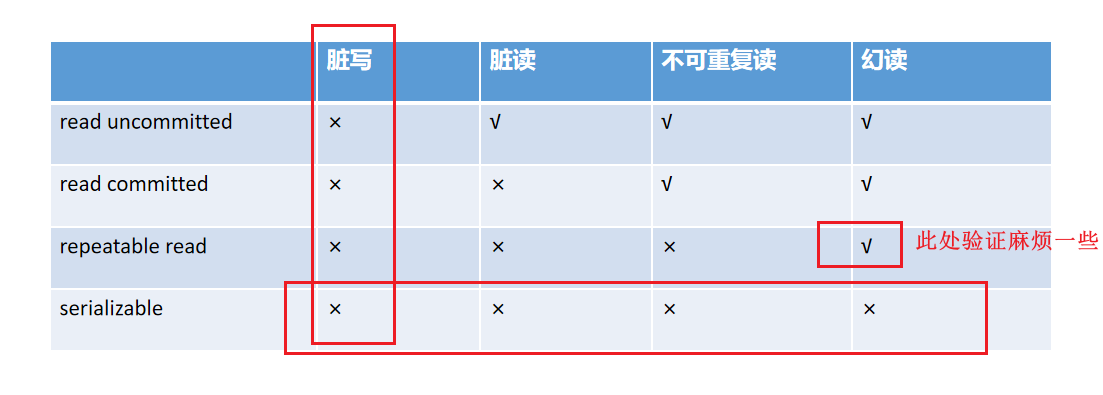 脏写 脏读 不可重复读 幻读
read uncommitted × √ √ √
read committed × × √ √
repeatable read × × × √ 此处验证麻烦一些
serializable × × × ×